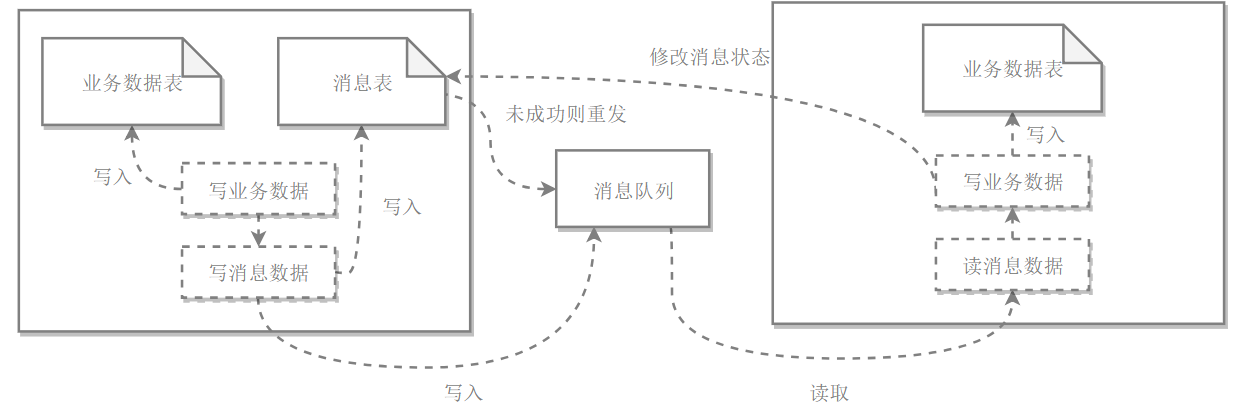 业务数据表
消息表
写入
写业务数据
写入
写消息数据
修改消息状态
未成功则重发
消息队列
写入
读取
业务数据表
写入
写业务数据
读消息数据